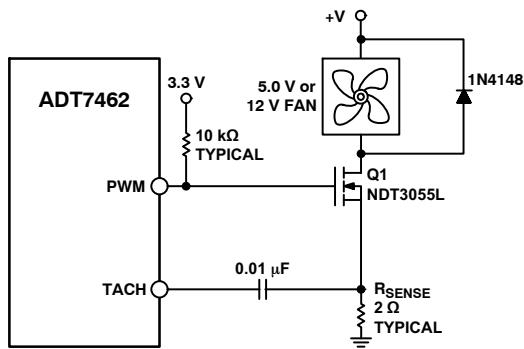 +V
ADT7462
3.3 V
5.0 V or
12 V FAN
1N4148
10 kΩ
TYPICAL
Q1
NDT3055L
PWM
0.01 μF
TACH
RSENSE
2 Ω
TYPICAL